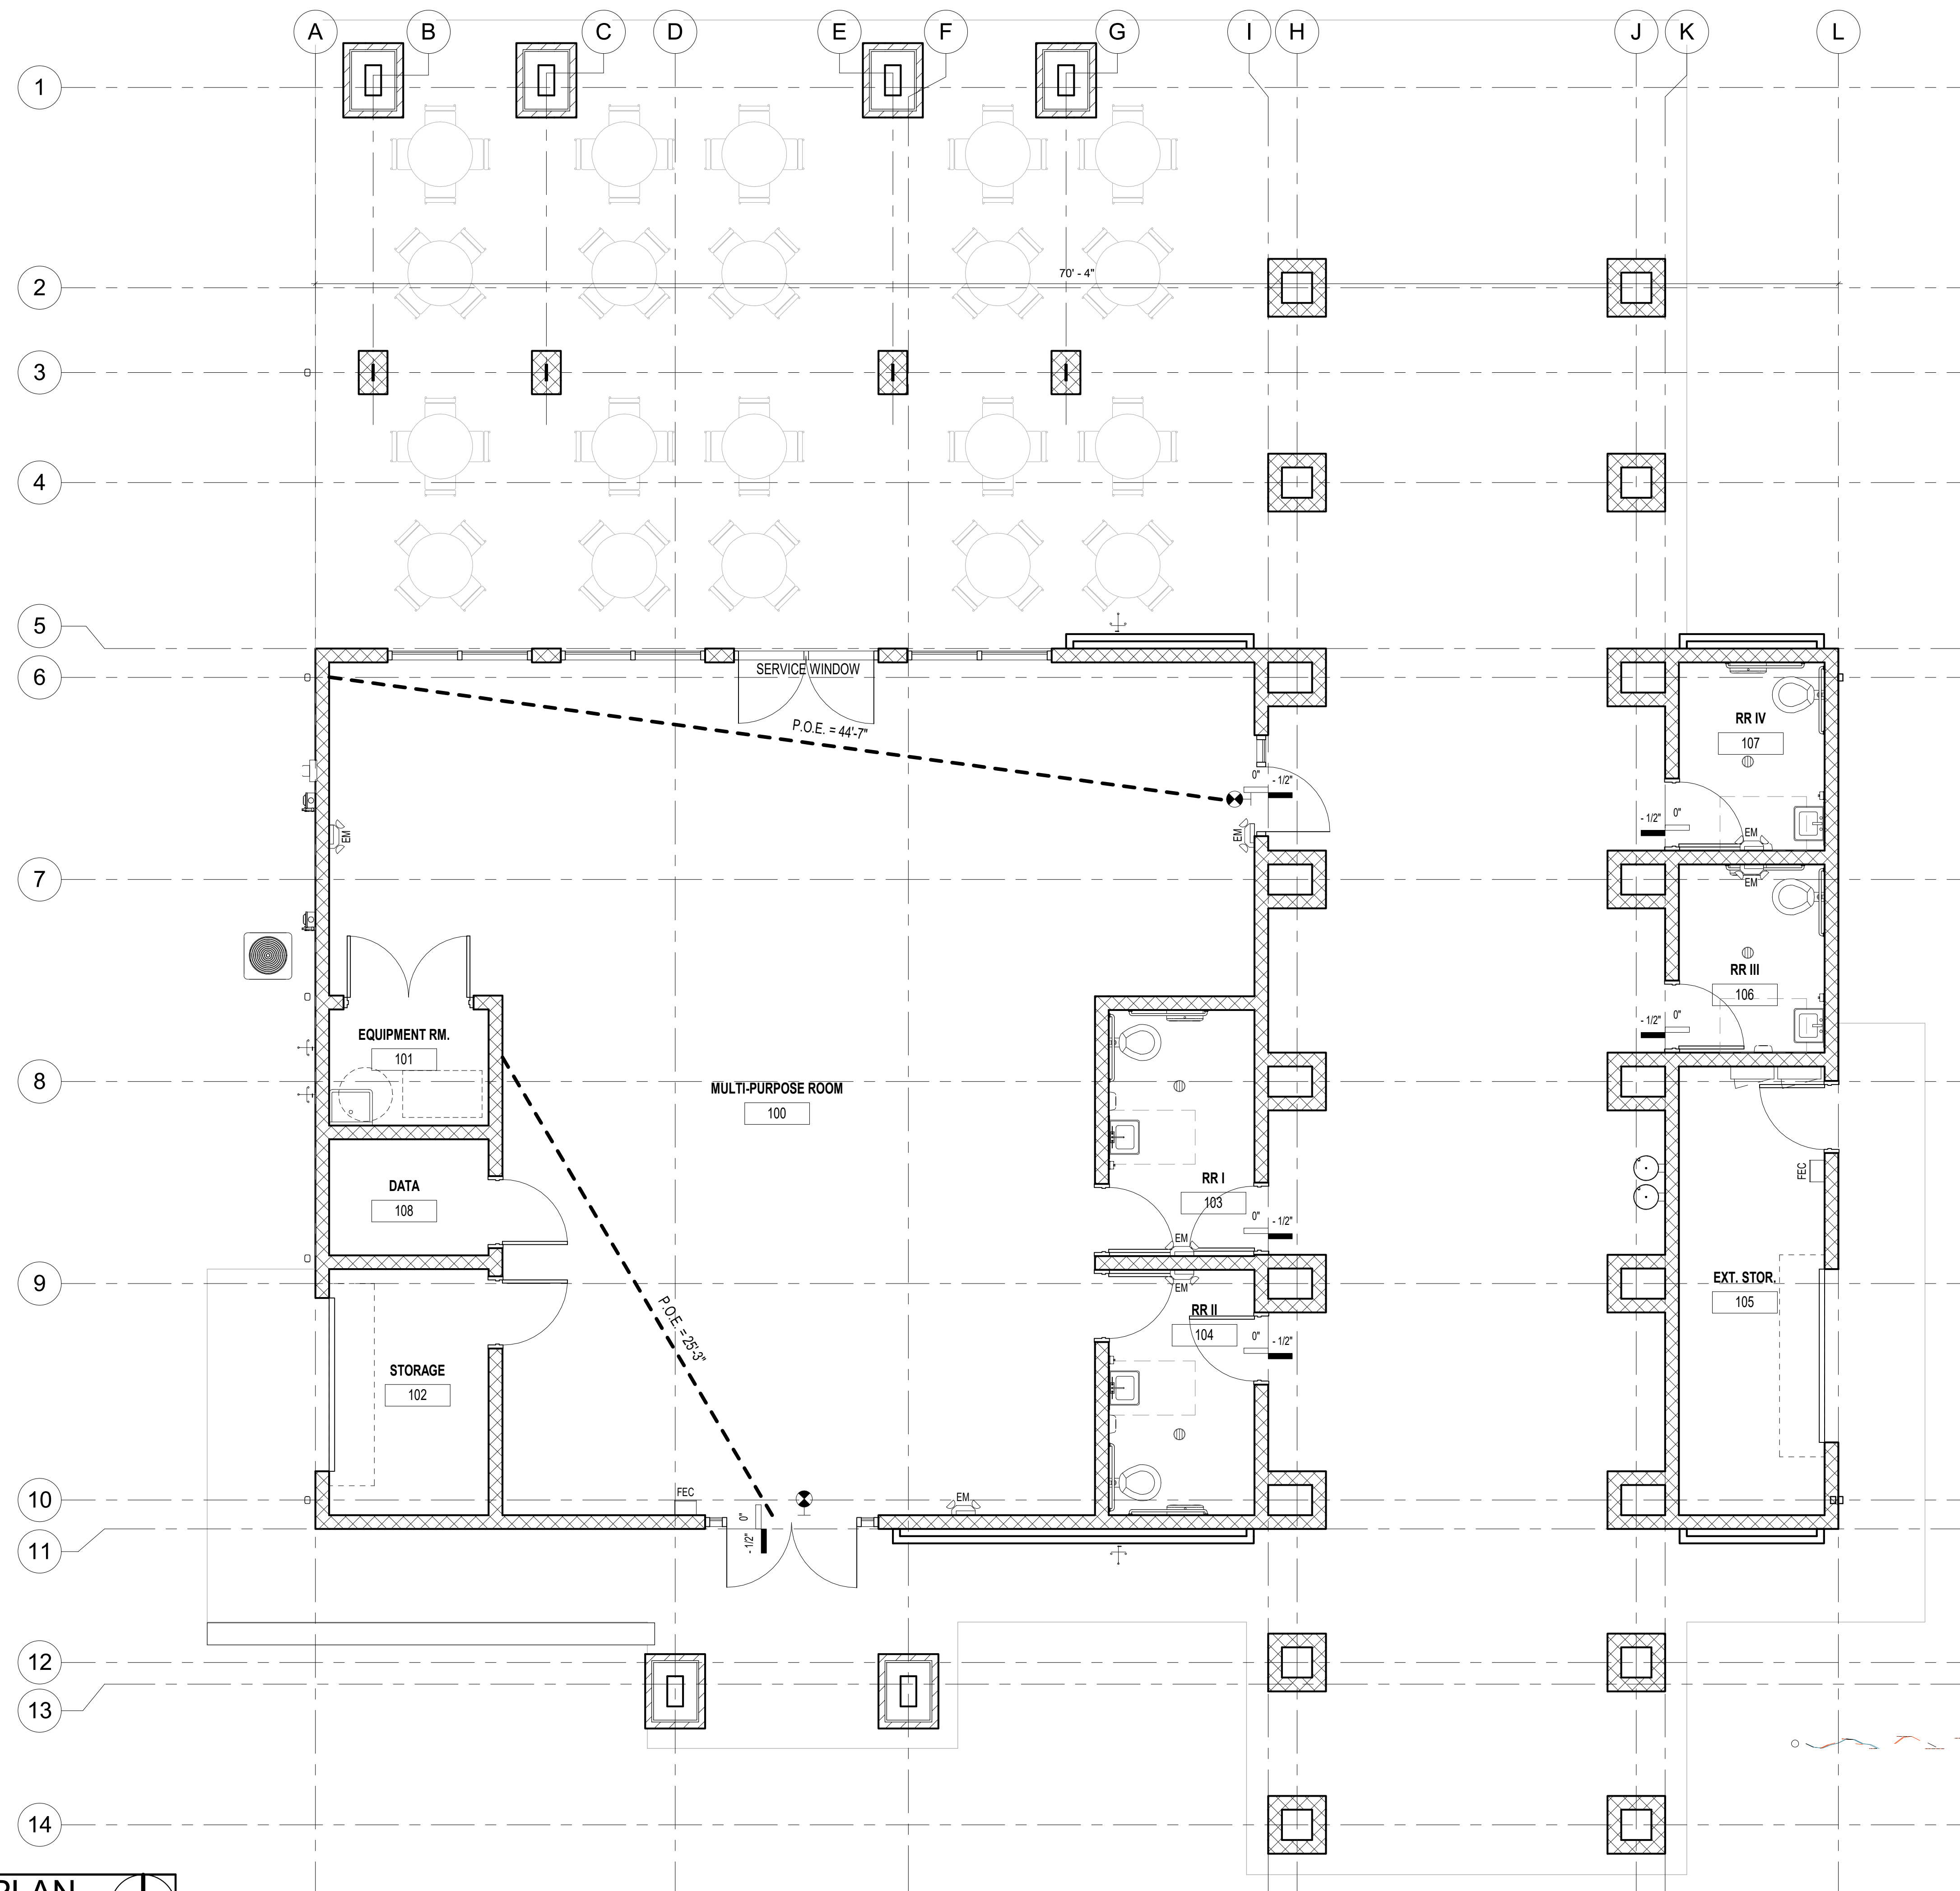 A B C D E F G I H J K L
1
2
70' - 4"
3
4
5
6
SERVICE WINDOW
P.O.E. = 44'-7"
RR IV
107
0" - 1/2"
- 1/2" 0"
EM
EM
EM
7
EM
RR III
106
- 1/2" 0"
EQUIPMENT RM.
101
8
MULTI-PURPOSE ROOM
100
DATA
108
RR I
103
FEC
0" - 1/2"
EM
9
EM
EXT. STOR.
105
RR II
104
0" - 1/2"
P.O.E. = 25'-3"
STORAGE
102
10
FEC
EM
0"
- 1/2"
11
12
13
14
PLAN